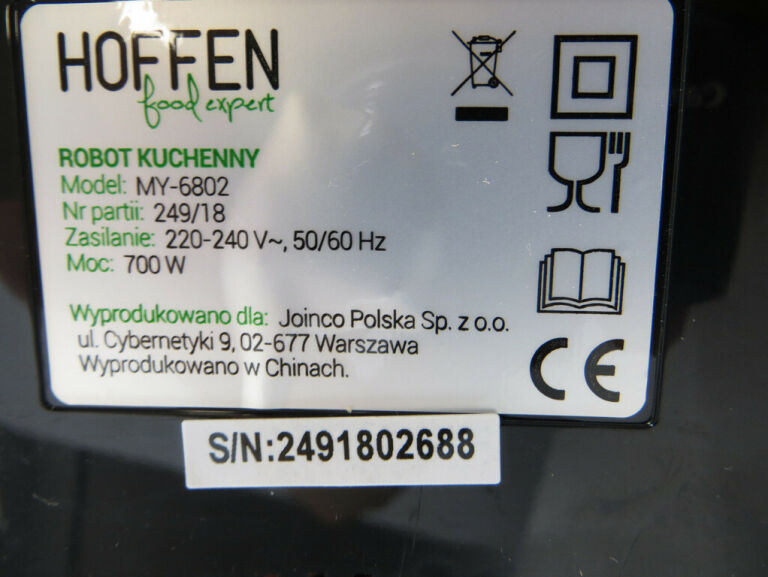 HOFFEN
food expert
ROBOT KUCHENNY
Model: MY-6802
Nr partii: 249/18
Zasilanie: 220-240 V~, 50/60 Hz
Moc: 700 W
Wyprodukowano dla: Joinco Polska Sp. z o.o.
ul. Cybernetyki 9, 02-677 Warszawa
Wyprodukowano w Chinach.
CE
S/N:2491802688